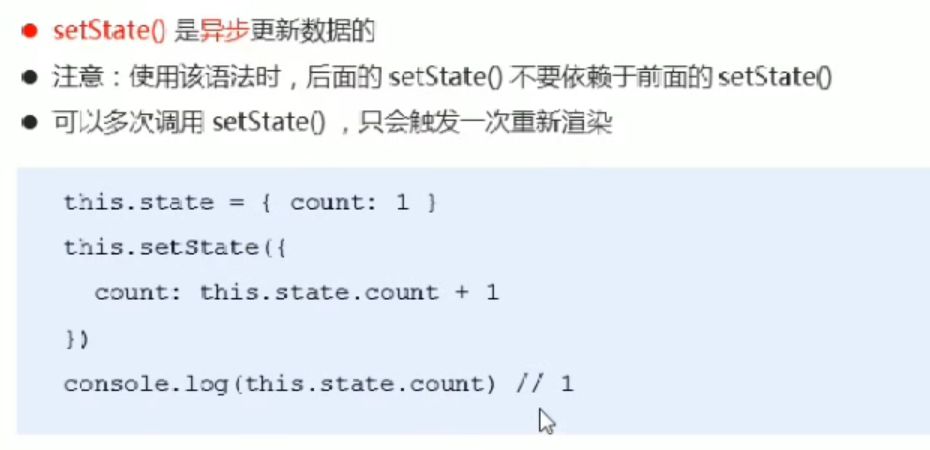 setState() 是异步更新数据的
注意：使用该语法时，后面的 setState() 不要依赖于前面的 setState()
可以多次调用 setState() ，只会触发一次重新渲染
this.state = { count: 1 }
this.setState({
count: this.state.count + 1
})
console.log(this.state.count) // 1